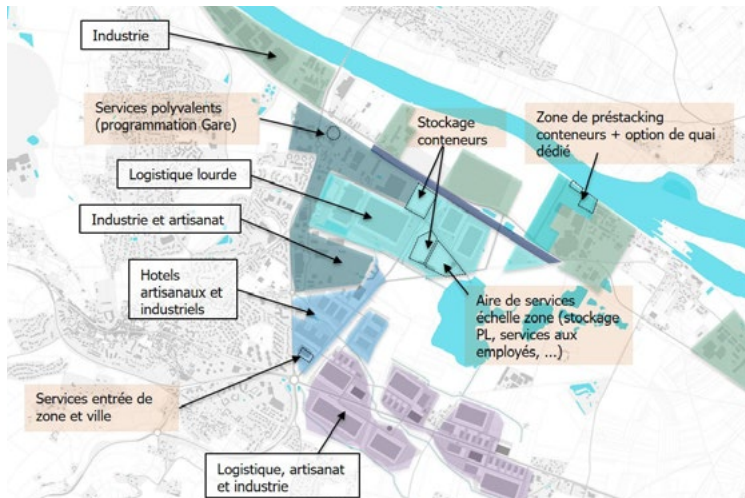 Industrie
Services polyvalents
(programmation Gare)
Stockage
conteneurs
Zone de préstacking
conteneurs + option de quai
dédié
Logistique lourde
Industrie et artisanat
Hotels
artisanaux et
industriels
Aire de services
échelle zone (stockage
PL, services aux
employés, ...)
Services entrée de
zone et ville
Logistique, artisanat
et industrie